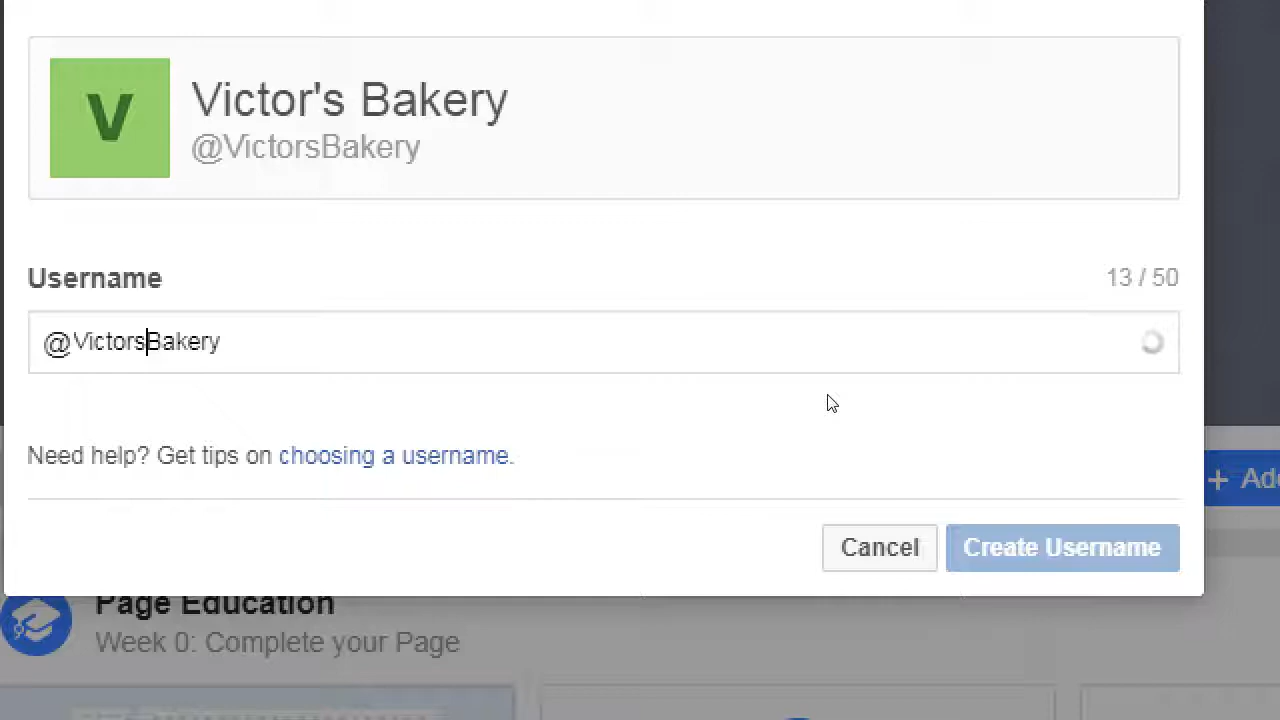 V
Victor's Bakery
@VictorsBakery
Username
13 / 50
@VictorsBakery
Need help? Get tips on choosing a username.
+
Cancel
Create Username
Page Education
Week 0: Complete your Page